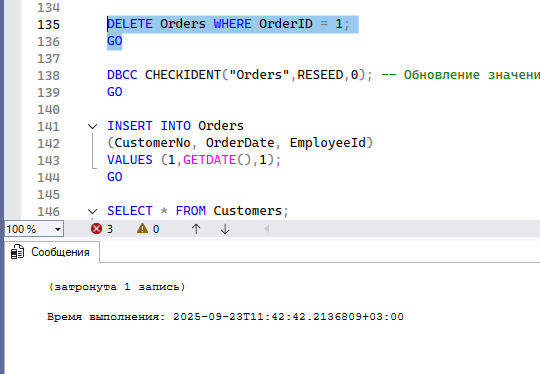 134
135 DELETE Orders WHERE OrderID = 1;
136 GO
137
138 DBCC CHECKIDENT("Orders",RESEED,0); -- Обновление значени
139 GO
140
141 INSERT INTO Orders
142 (CustomerNo, OrderDate, EmployeeId)
143 VALUES (1,GETDATE(),1);
144 GO
145
146 SELECT * FROM Customers;
100 % 3 0
Сообщения
(затронута 1 запись)
Время выполнения: 2025-09-23T11:42:42.2136809+03:00